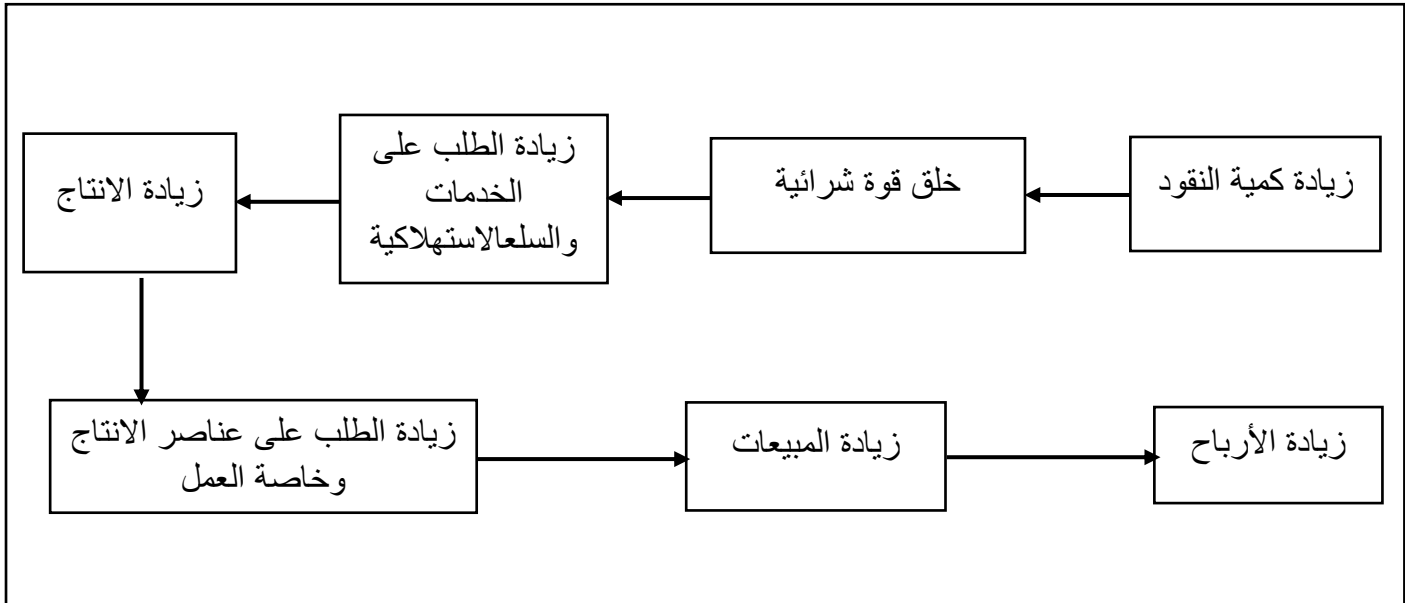 زيادة كمية النقود
خلق قوة شرائية
زيادة الطلب على
الخدمات
والسلعالاستهلاكية
زيادة الانتاج
زيادة الطلب على عناصر الانتاج
وخاصة العمل
زيادة المبيعات
زيادة الأرباح